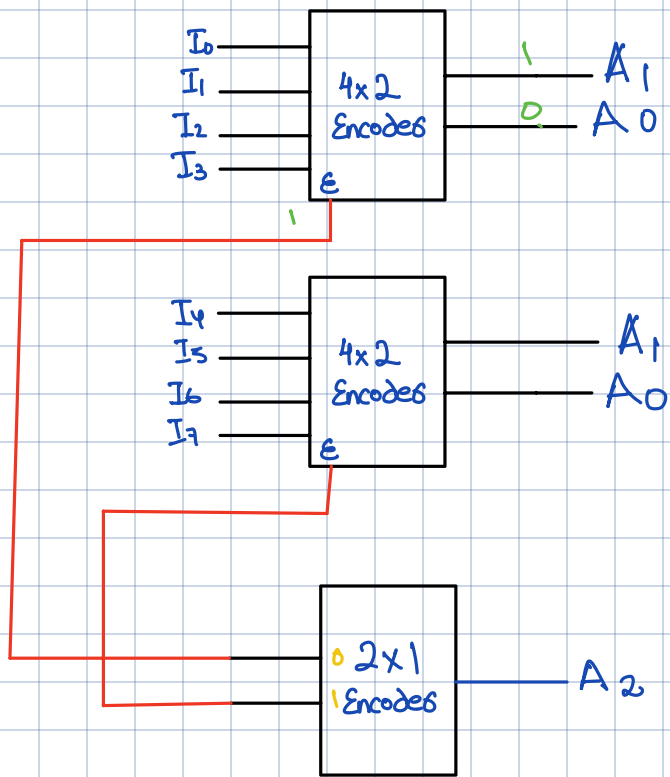 I0
I1
I2
I3
4x2
Encodes
ε
1
0
A1
A0
1
I4
I5
I6
I7
4x2
Encodes
ε
A1
A0
0
1
2x1
Encodes
A2